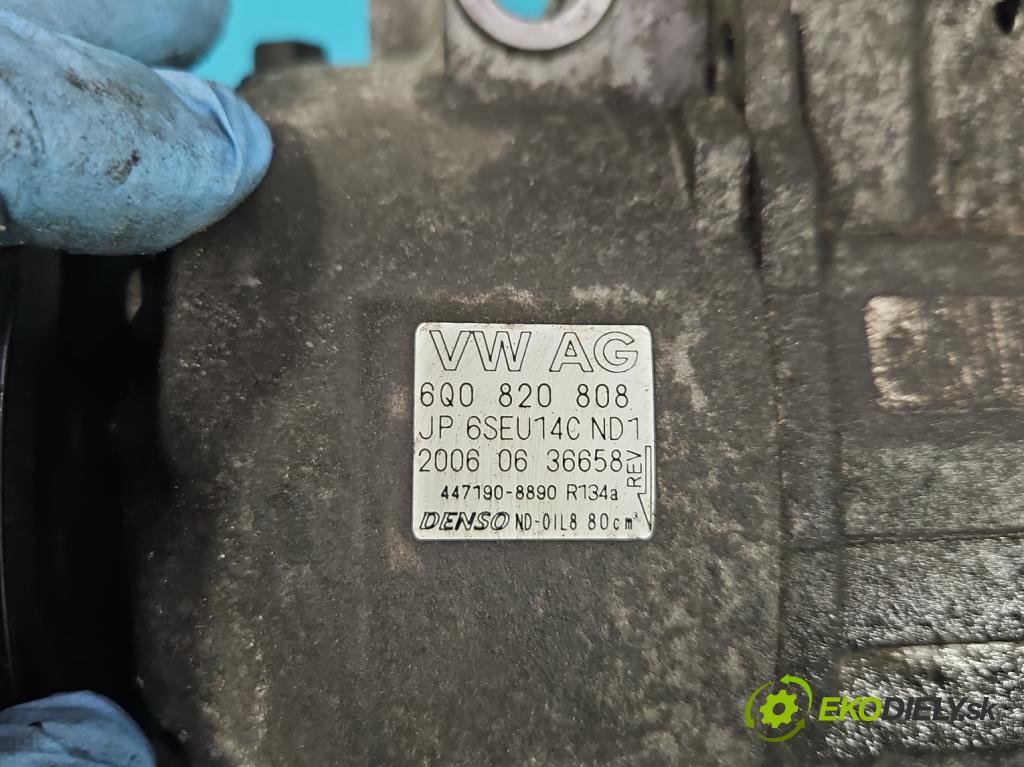 VW AG
6Q0 820 808
JP 6SEU14C ND1
2006 06 36658
REV
447190-8890 R134a
DENSO ND-OIL8 80cm³
EKODIELY.sk